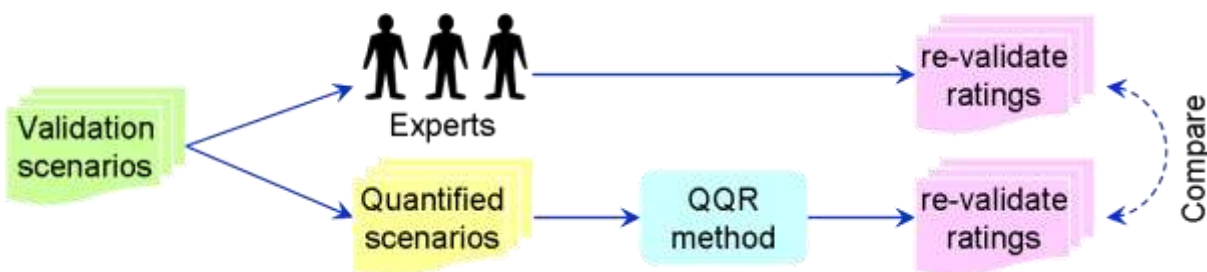 Validation
scenarios
Experts
re-validate
ratings
Quantified
scenarios
QQR
method
re-validate
ratings
Compare